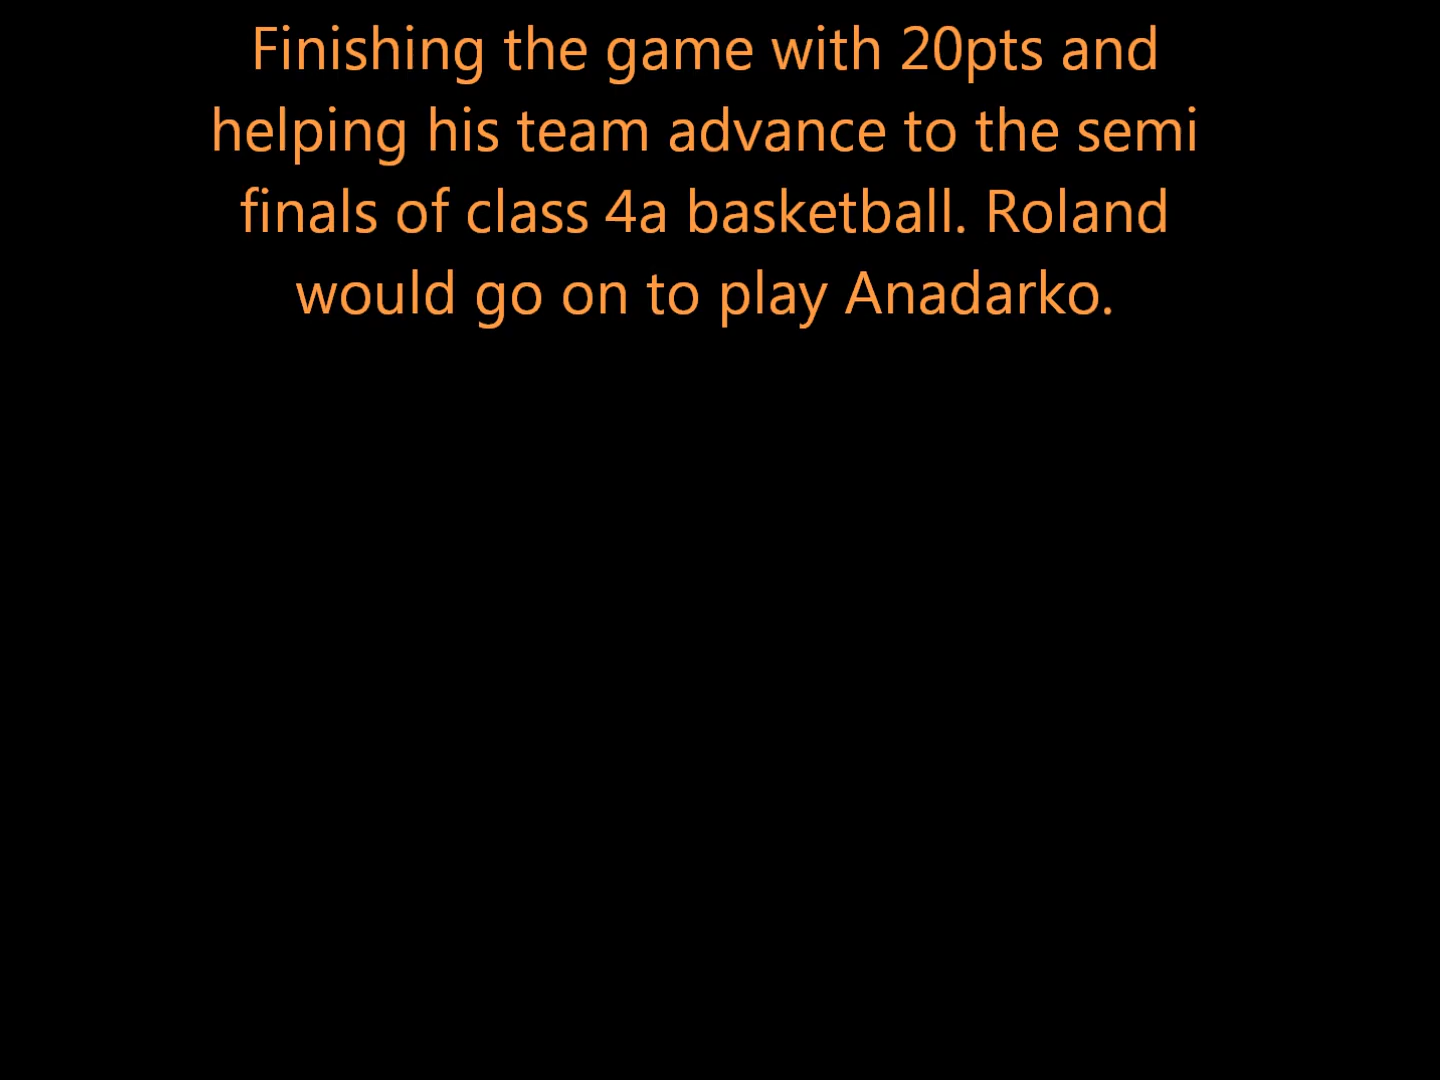 Finishing the game with 20pts and
helping his team advance to the semi
finals of class 4a basketball. Roland
would go on to play Anadarko.